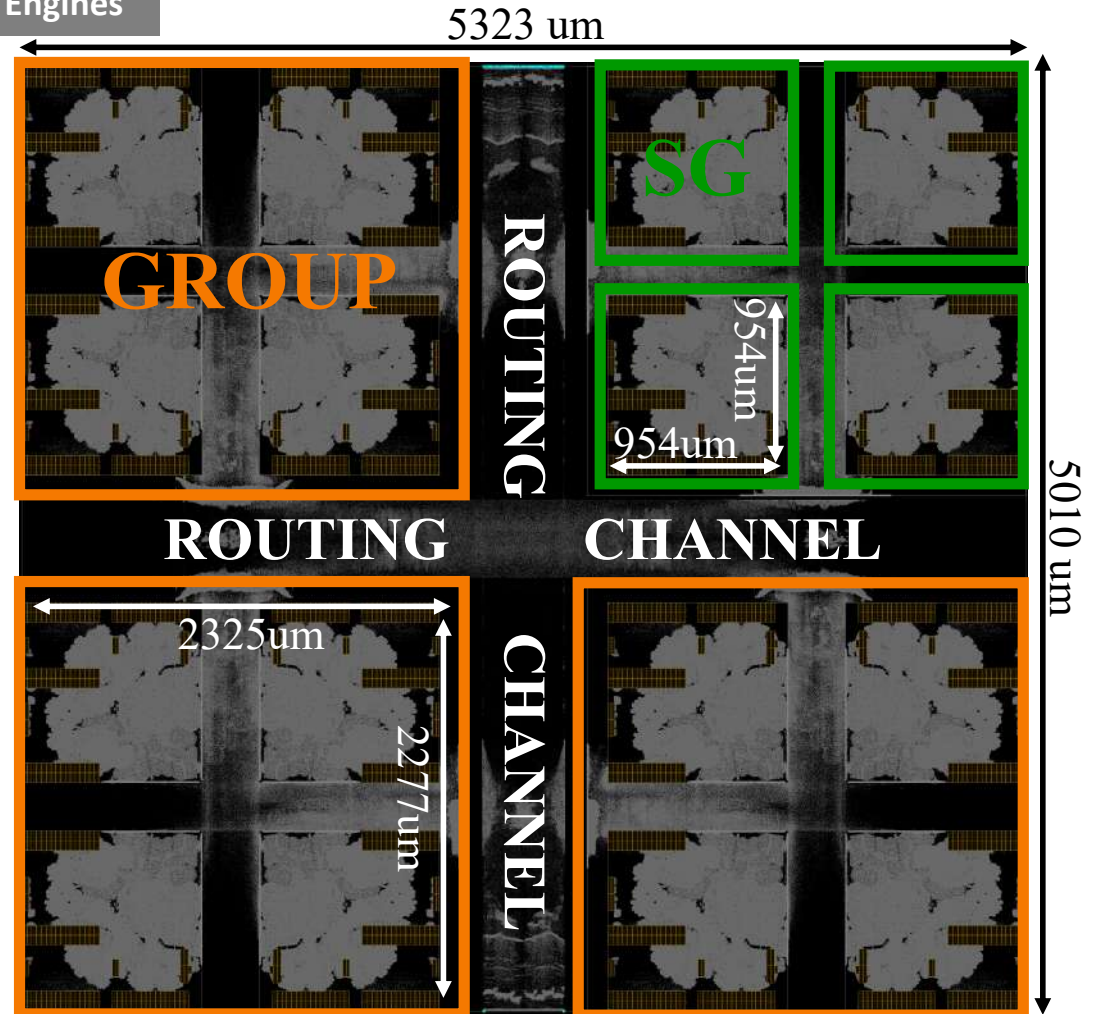 Engines
5323 um
SG
GROUP
ROUTING
954um
954um
5010 um
ROUTING CHANNEL
2325um
2277um
CHANNEL